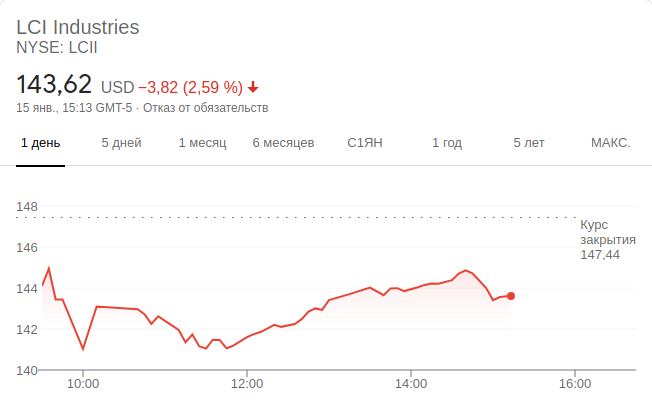 LCI Industries
NYSE: LCII
143,62 USD −3,82 (2,59 %)
15 янв., 15:13 GMT-5 · Отказ от обязательств
1 день 5 дней 1 месяц 6 месяцев С1ЯН 1 год 5 лет МАКС.
148
Курс
закрытия
147,44
146
144
142
140
10:00 12:00 14:00 16:00